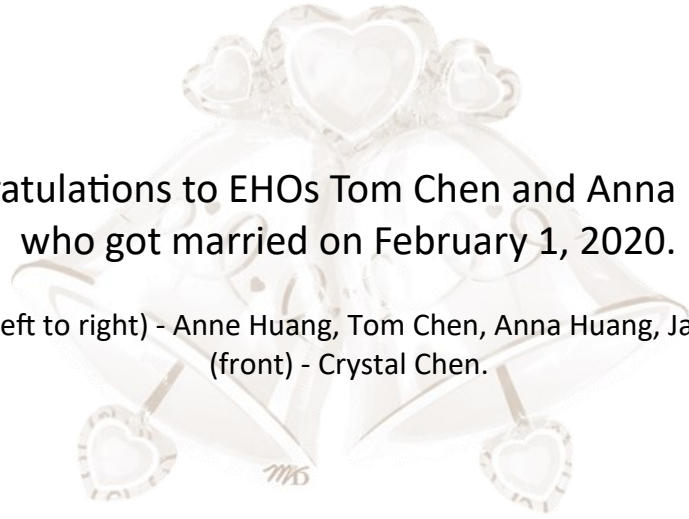 ratulations to EHOs Tom Chen and Anna
who got married on February 1, 2020.
eft to right) - Anne Huang, Tom Chen, Anna Huang, Ja
(front) - Crystal Chen.